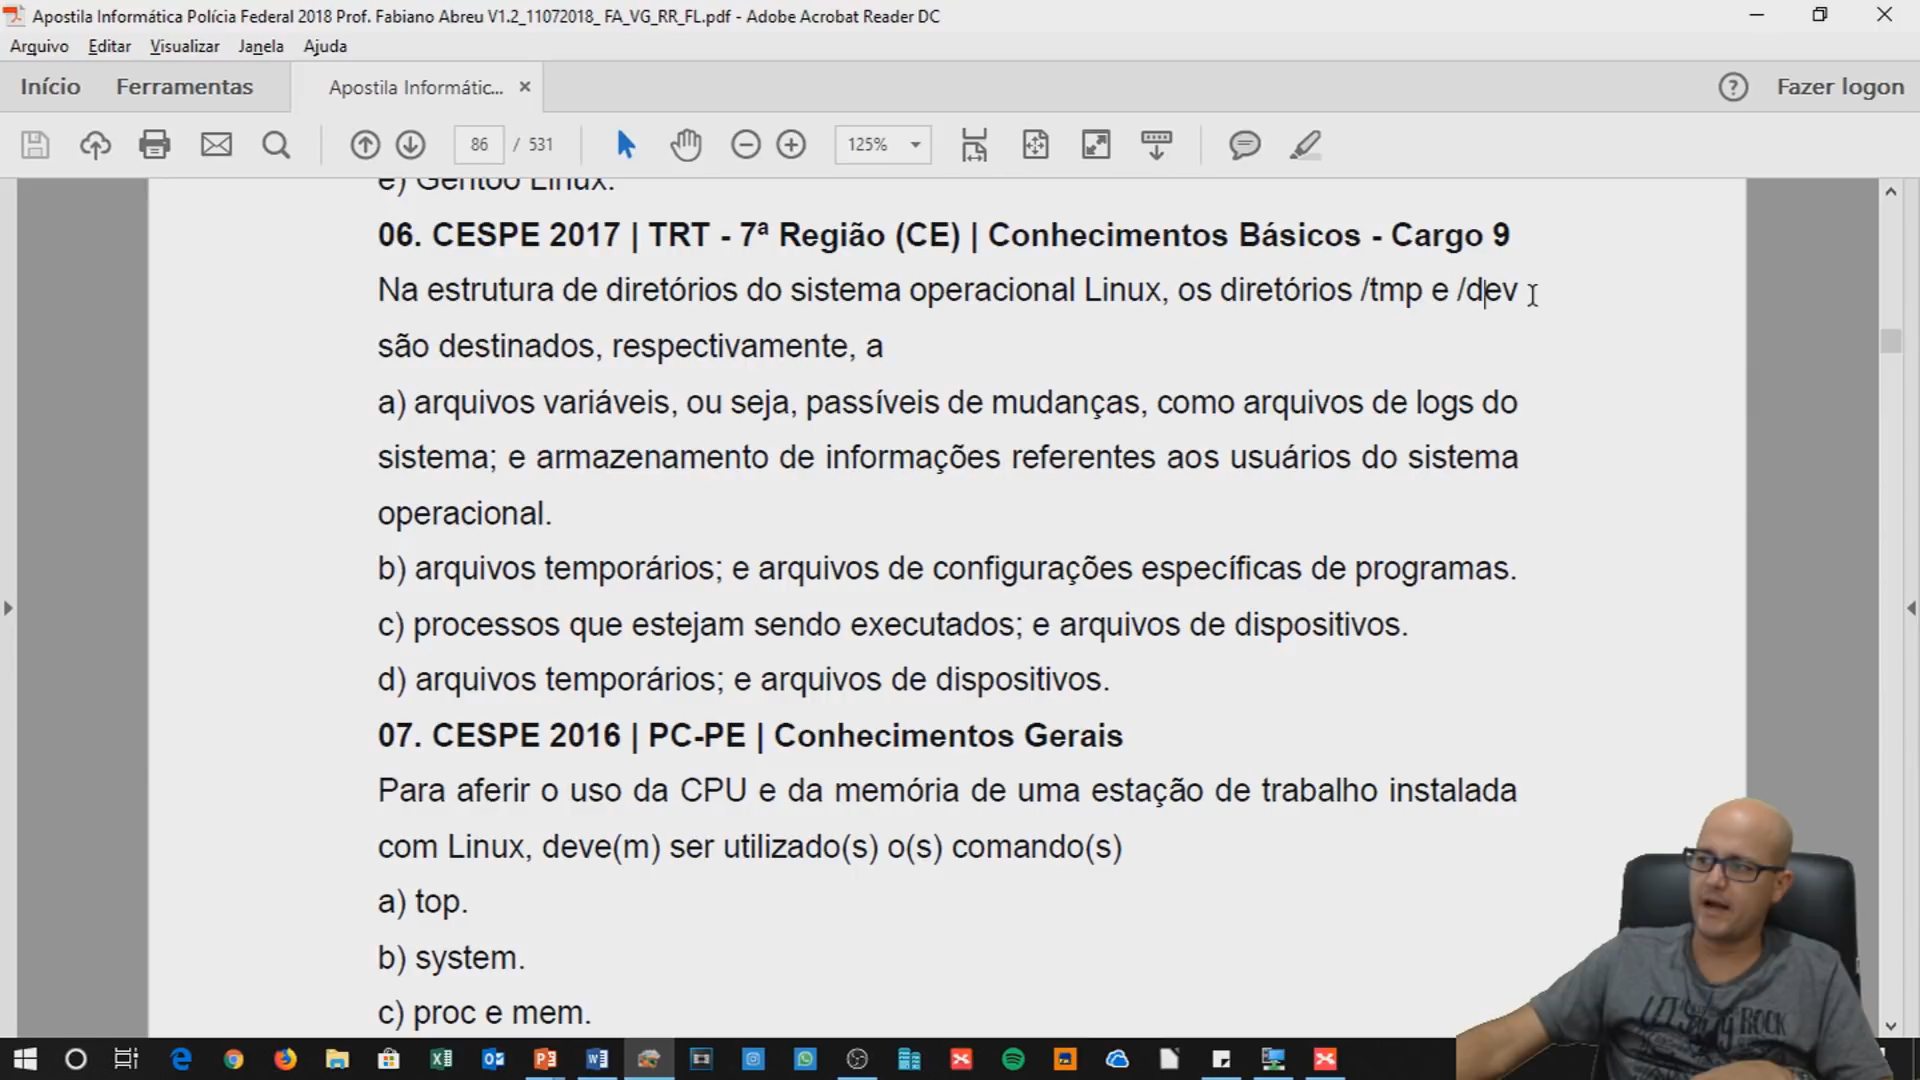 Apostila Informática Polícia Federal 2018 Prof. Fabiano Abreu V1.2_11072018_ FA_VG_RR_FL.pdf - Adobe Acrobat Reader DC
Arquivo Editar Visualizar Janela Ajuda
Início Ferramentas Apostila Informátic... × ? Fazer logon
86 / 531 125%
e) Gentoo Linux.
06. CESPE 2017 | TRT - 7ª Região (CE) | Conhecimentos Básicos - Cargo 9
Na estrutura de diretórios do sistema operacional Linux, os diretórios /tmp e /dev
são destinados, respectivamente, a
a) arquivos variáveis, ou seja, passíveis de mudanças, como arquivos de logs do
sistema; e armazenamento de informações referentes aos usuários do sistema
operacional.
b) arquivos temporários; e arquivos de configurações específicas de programas.
c) processos que estejam sendo executados; e arquivos de dispositivos.
d) arquivos temporários; e arquivos de dispositivos.
07. CESPE 2016 | PC-PE | Conhecimentos Gerais
Para aferir o uso da CPU e da memória de uma estação de trabalho instalada
com Linux, deve(m) ser utilizado(s) o(s) comando(s)
a) top.
b) system.
c) proc e mem.
ROCK